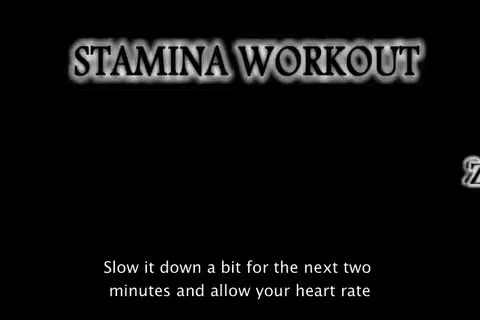 STAMINA WORKOUT
Slow it down a bit for the next two
minutes and allow your heart rate